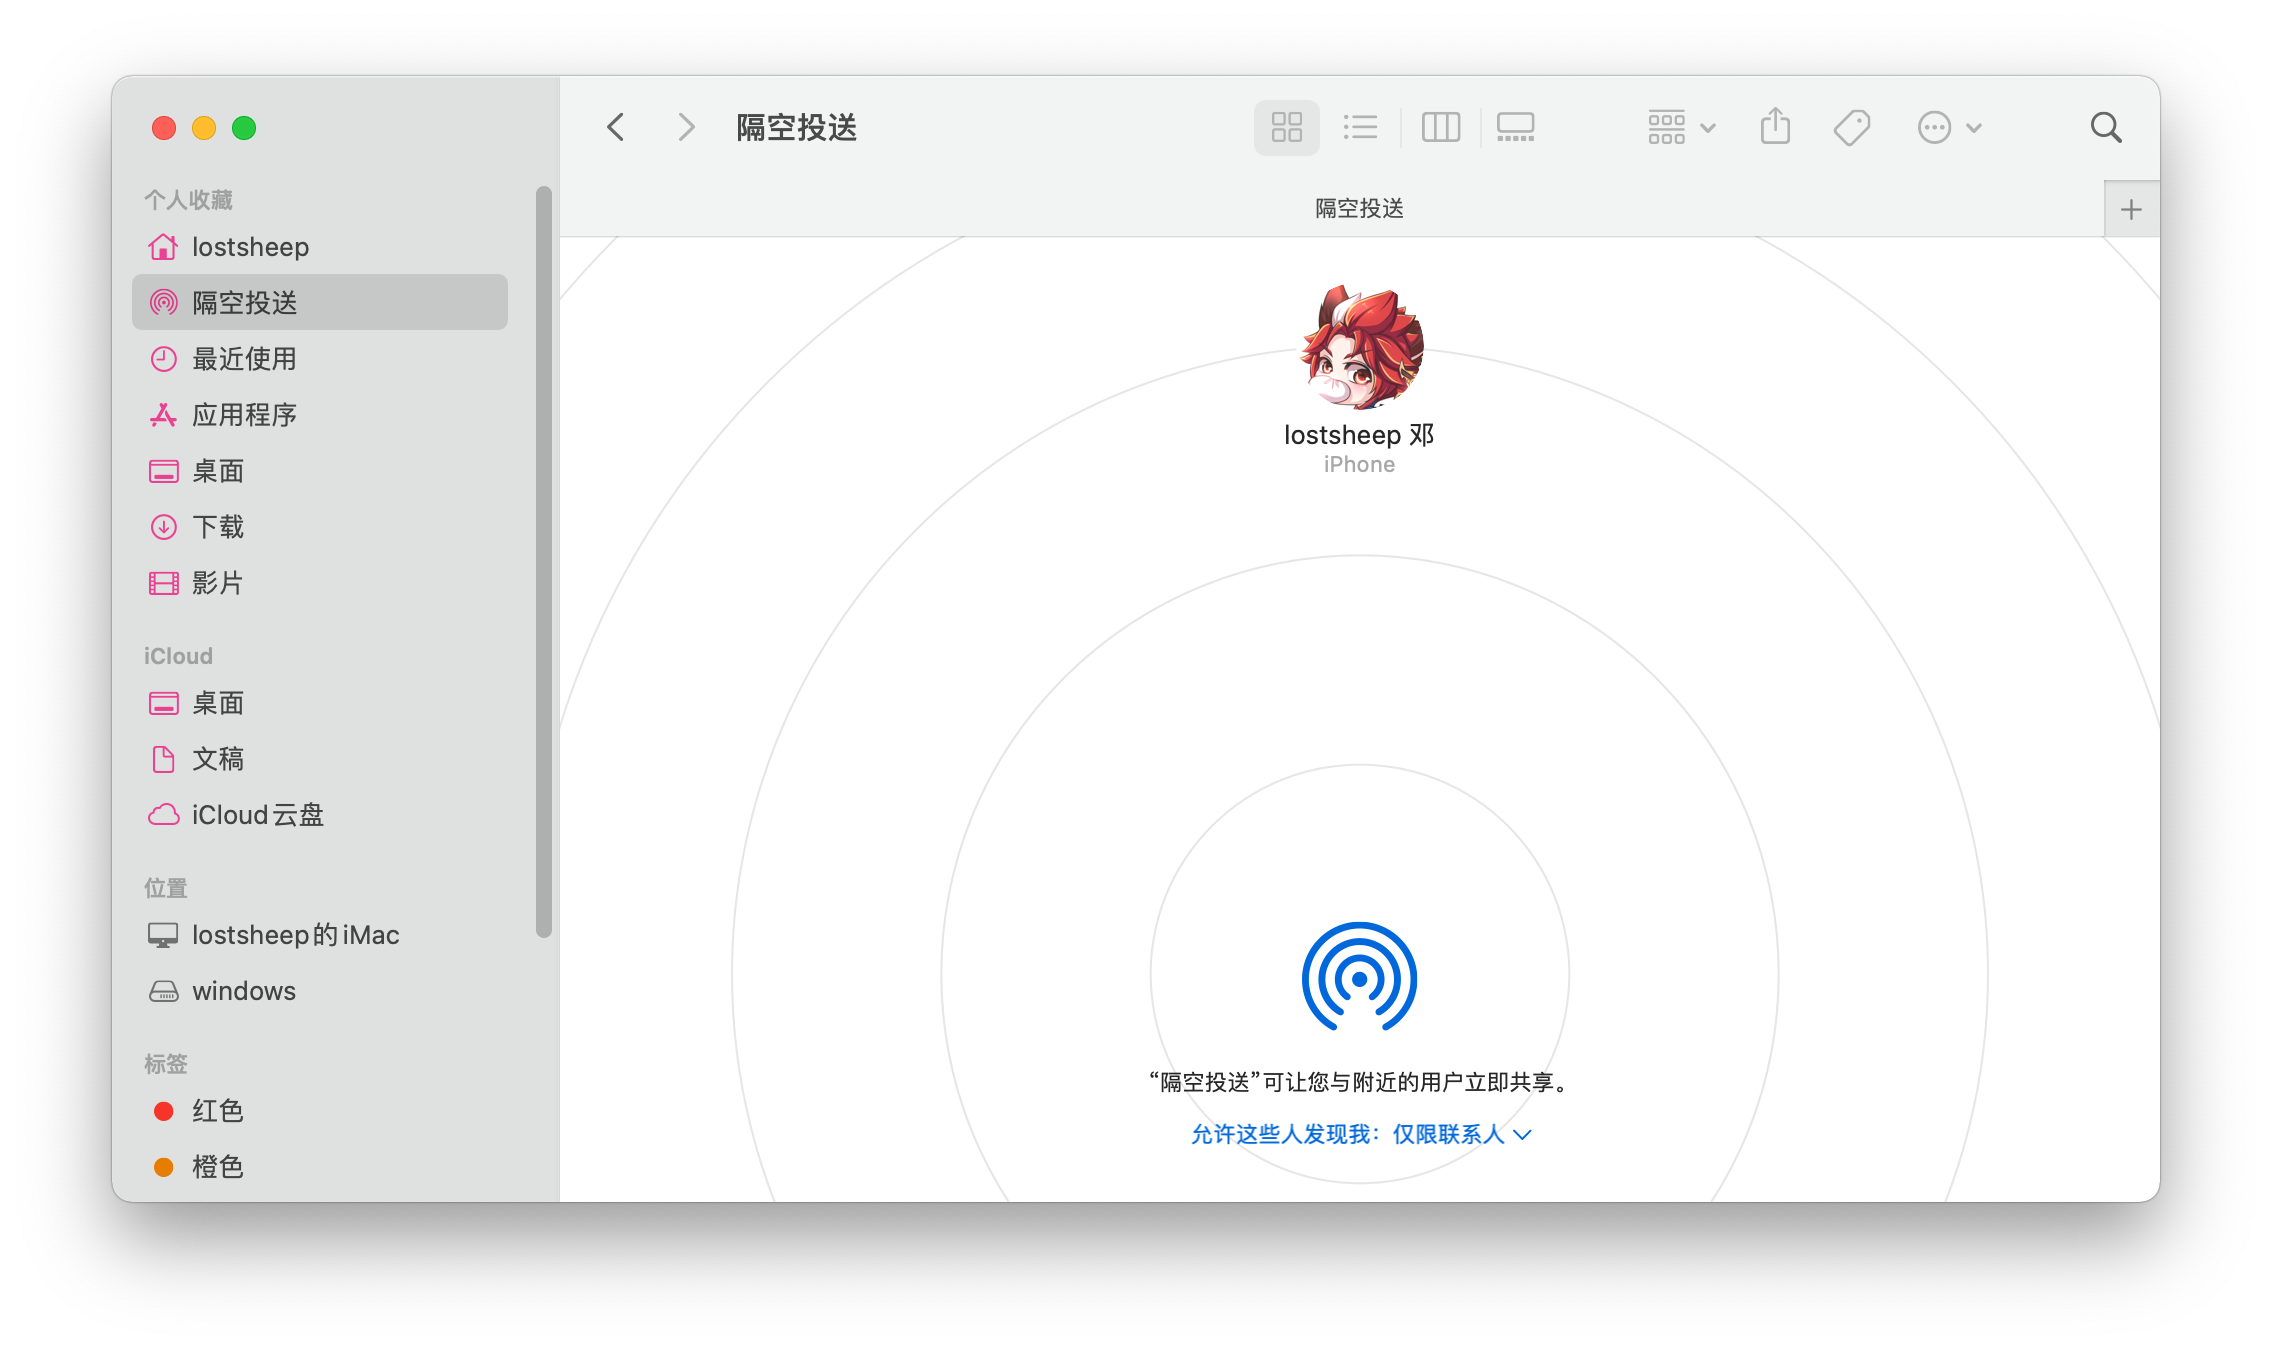 个人收藏
lostsheep
隔空投送
最近使用
应用程序
桌面
下载
影片
iCloud
桌面
文稿
iCloud云盘
位置
lostsheep的iMac
windows
标签
红色
橙色
隔空投送
隔空投送
lostsheep 邓
iPhone
“隔空投送”可让您与附近的用户立即共享。
允许这些人发现我：仅限联系人